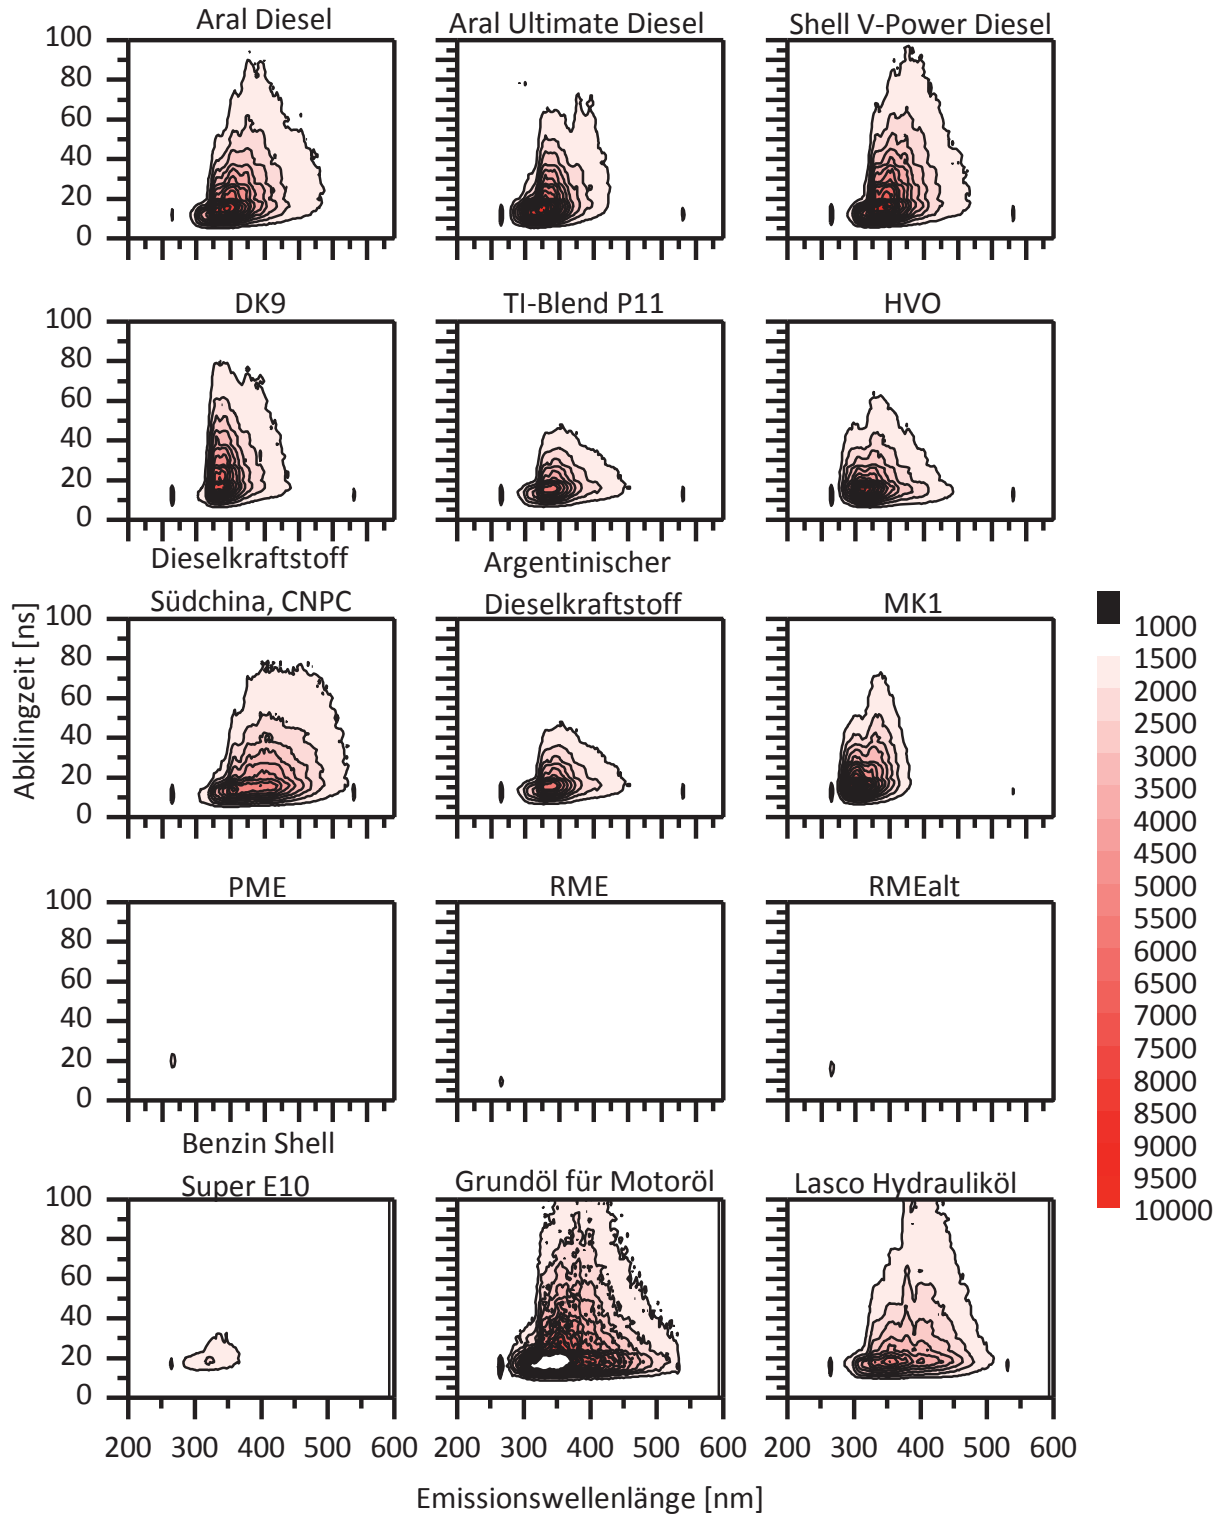 Aral Diesel
Aral Ultimate Diesel
Shell V-Power Diesel
100
80
60
40
20
0
DK9
TI-Blend P11
HVO
100
80
60
40
20
0
Dieselkraftstoff
Südchina, CNPC
Argentinischer
Dieselkraftstoff
MK1
100
80
60
40
20
0
Abklingzeit [ns]
1000
1500
2000
2500
3000
3500
4000
4500
5000
5500
6000
6500
7000
7500
8000
8500
9000
9500
10000
PME
RME
RMEalt
100
80
60
40
20
0
Benzin Shell
Super E10
Grundöl für Motoröl
Lasco Hydrauliköl
100
80
60
40
20
0
200 300 400 500 600
200 300 400 500 600
200 300 400 500 600
Emissionswellenlänge [nm]